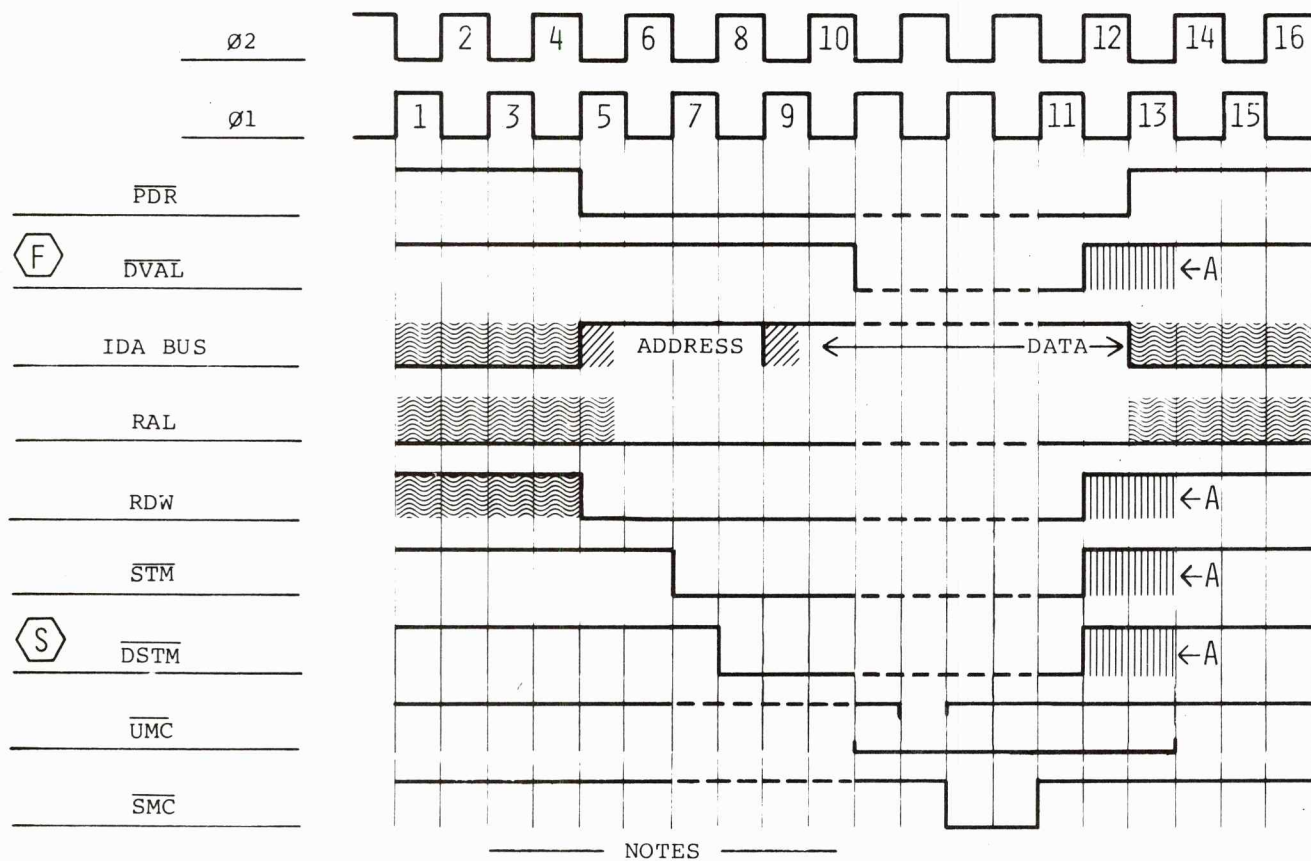 ø2 2 4 6 8 10 12 14 16
ø1 1 3 5 7 9 11 13 15
PDR
F DVAL ←A
IDA BUS ADDRESS ←DATA→
RAL
RDW ←A
STM ←A
S DSTM ←A
UMC
SMC
NOTES